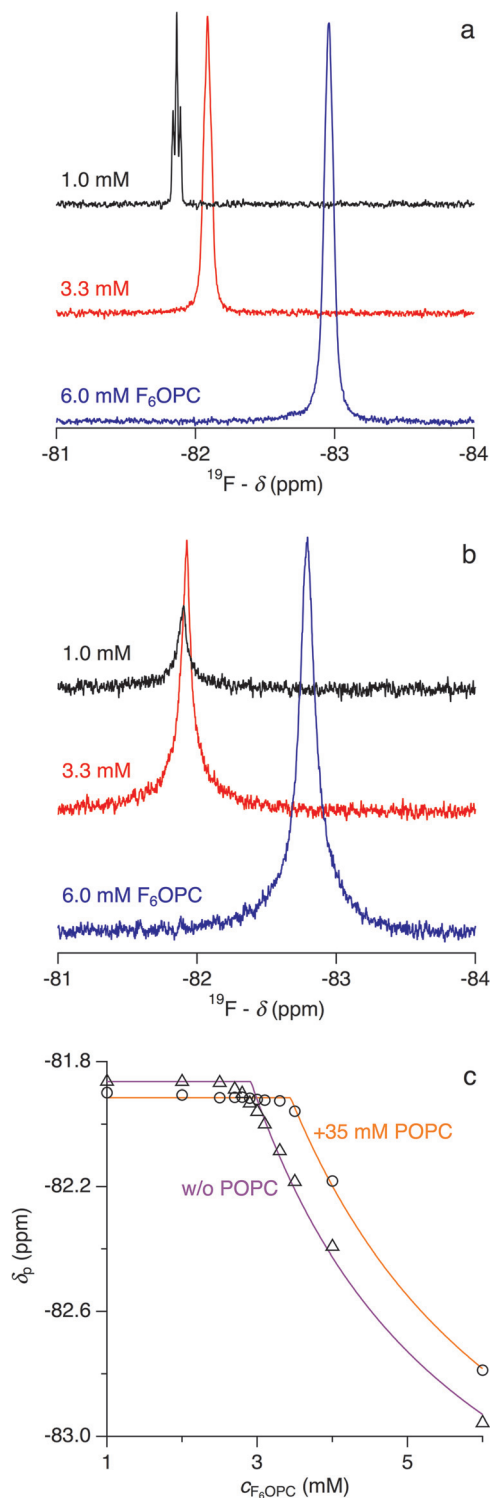 a
1.0 mM
3.3 mM
6.0 mM F₆OPC
-81 -82 -83 -84
¹⁹F - δ (ppm)
b
1.0 mM
3.3 mM
6.0 mM F₆OPC
-81 -82 -83 -84
¹⁹F - δ (ppm)
c
-81.8
+35 mM POPC
-82.2
w/o POPC
δₚ (ppm)
-82.6
-83.0
1 3 5
c_F₆OPC (mM)